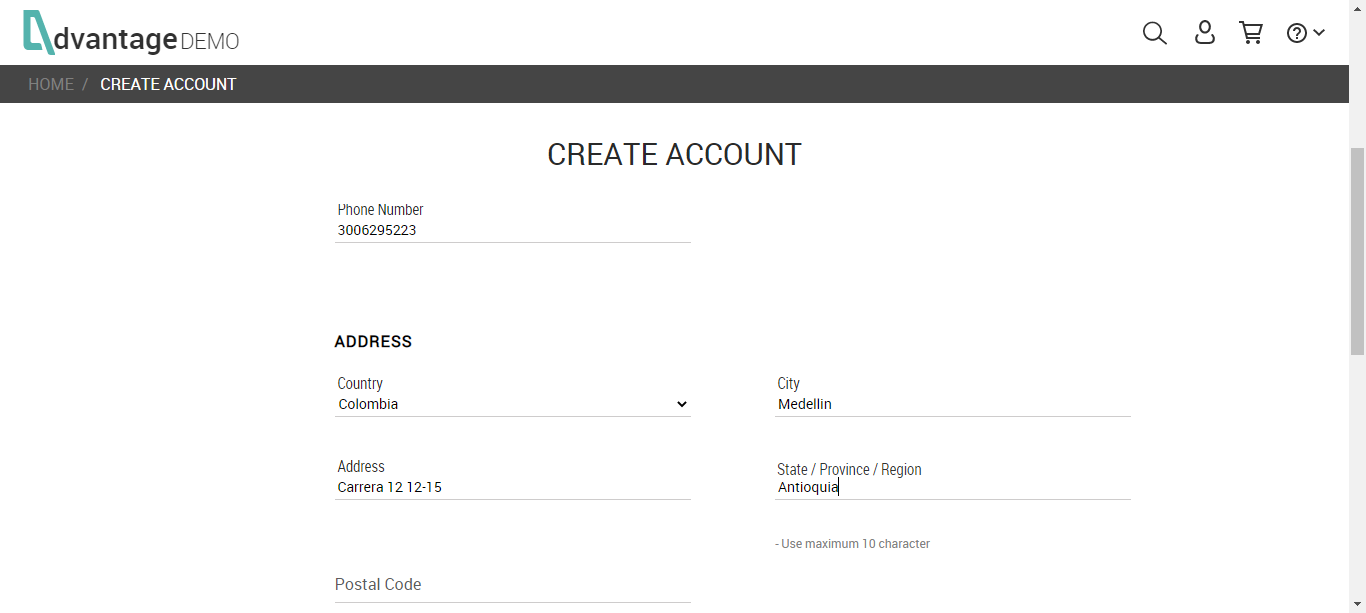 dvantage DEMO
HOME / CREATE ACCOUNT
CREATE ACCOUNT
Phone Number
3006295223
ADDRESS
Country
Colombia
City
Medellin
Address
Carrera 12 12-15
State / Province / Region
Antioquia
- Use maximum 10 character
Postal Code